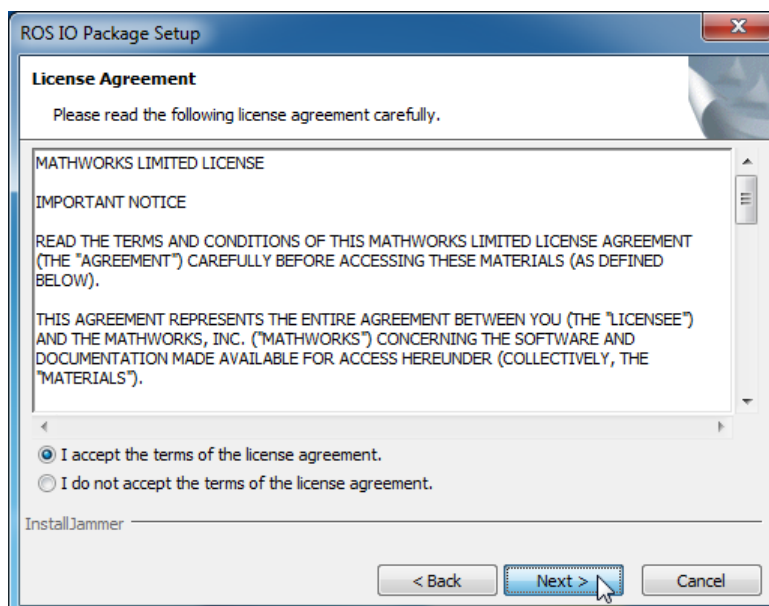 ROS IO Package Setup
License Agreement
Please read the following license agreement carefully.
MATHWORKS LIMITED LICENSE
IMPORTANT NOTICE
READ THE TERMS AND CONDITIONS OF THIS MATHWORKS LIMITED LICENSE AGREEMENT
(THE "AGREEMENT") CAREFULLY BEFORE ACCESSING THESE MATERIALS (AS DEFINED
BELOW).
THIS AGREEMENT REPRESENTS THE ENTIRE AGREEMENT BETWEEN YOU (THE "LICENSEE")
AND THE MATHWORKS, INC. ("MATHWORKS") CONCERNING THE SOFTWARE AND
DOCUMENTATION MADE AVAILABLE FOR ACCESS HEREUNDER (COLLECTIVELY, THE
"MATERIALS").
I accept the terms of the license agreement.
I do not accept the terms of the license agreement.
InstallJammer
< Back Next > Cancel